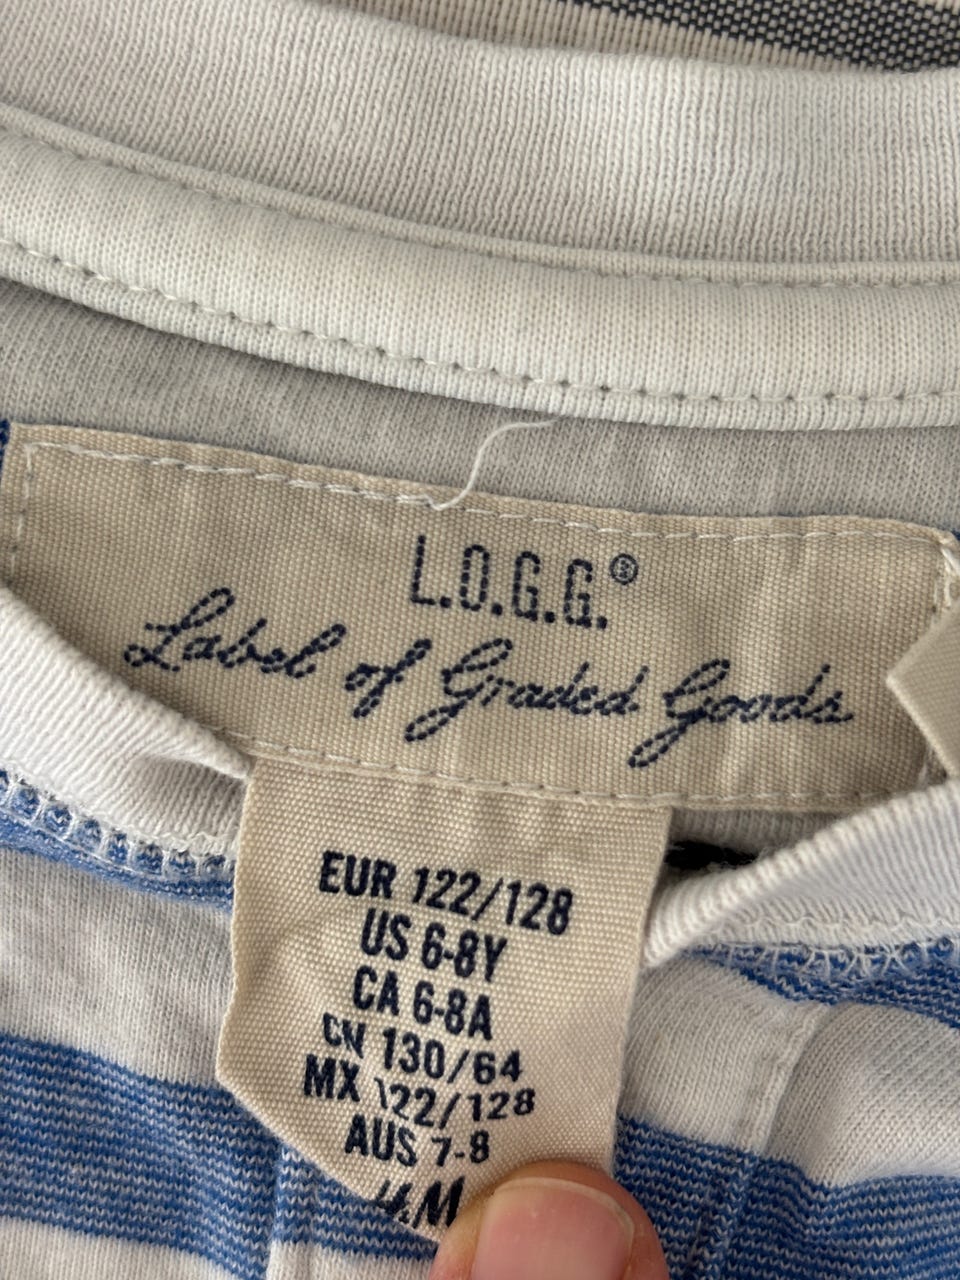 L.O.G.G.®
Label of Graded Goods
EUR 122/128
US 6-8Y
CA 6-8A
CN 130/64
MX 122/128
AUS 7-8